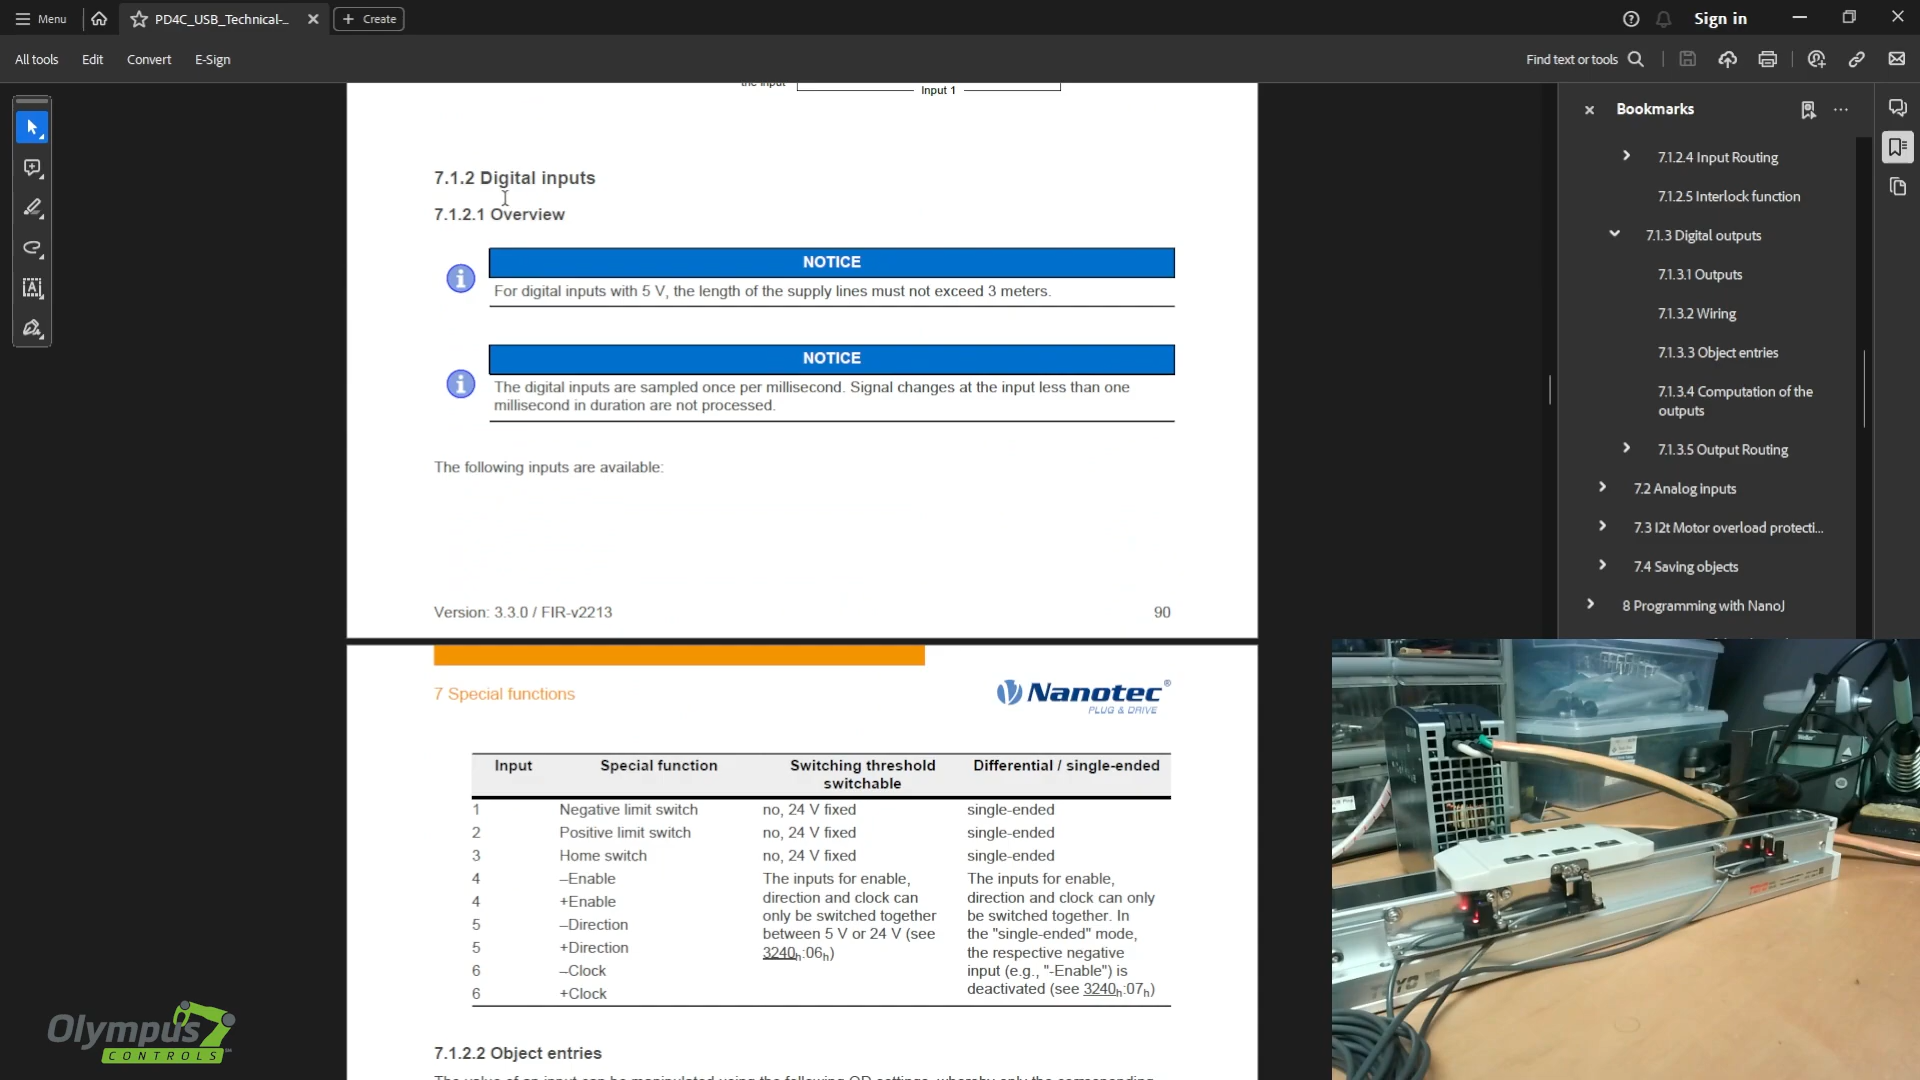 Menu
PD4C_USB_Technical-...
Create
Sign in
All tools
Edit
Convert
E-Sign
Find text or tools
Input 1
7.1.2 Digital inputs
7.1.2.1 Overview
NOTICE
For digital inputs with 5 V, the length of the supply lines must not exceed 3 meters.
NOTICE
The digital inputs are sampled once per millisecond. Signal changes at the input less than one
millisecond in duration are not processed.
The following inputs are available:
Version: 3.3.0 / FIR-v2213
90
7 Special functions
Nanotec®
PLUG & DRIVE
Input Special function Switching threshold switchable Differential / single-ended
1 Negative limit switch no, 24 V fixed single-ended
2 Positive limit switch no, 24 V fixed single-ended
3 Home switch no, 24 V fixed single-ended
4 –Enable The inputs for enable, The inputs for enable,
direction and clock can direction and clock can only
4 +Enable
only be switched together be switched together. In
5 –Direction
between 5 V or 24 V (see the "single-ended" mode,
5 +Direction
3240h:06h) the respective negative
6 –Clock
input (e.g., "-Enable") is
6 +Clock
deactivated (see 3240h:07h)
7.1.2.2 Object entries
Bookmarks
7.1.2.4 Input Routing
7.1.2.5 Interlock function
7.1.3 Digital outputs
7.1.3.1 Outputs
7.1.3.2 Wiring
7.1.3.3 Object entries
7.1.3.4 Computation of the
outputs
7.1.3.5 Output Routing
7.2 Analog inputs
7.3 I2t Motor overload protecti...
7.4 Saving objects
8 Programming with NanoJ
Olympus
CONTROLS